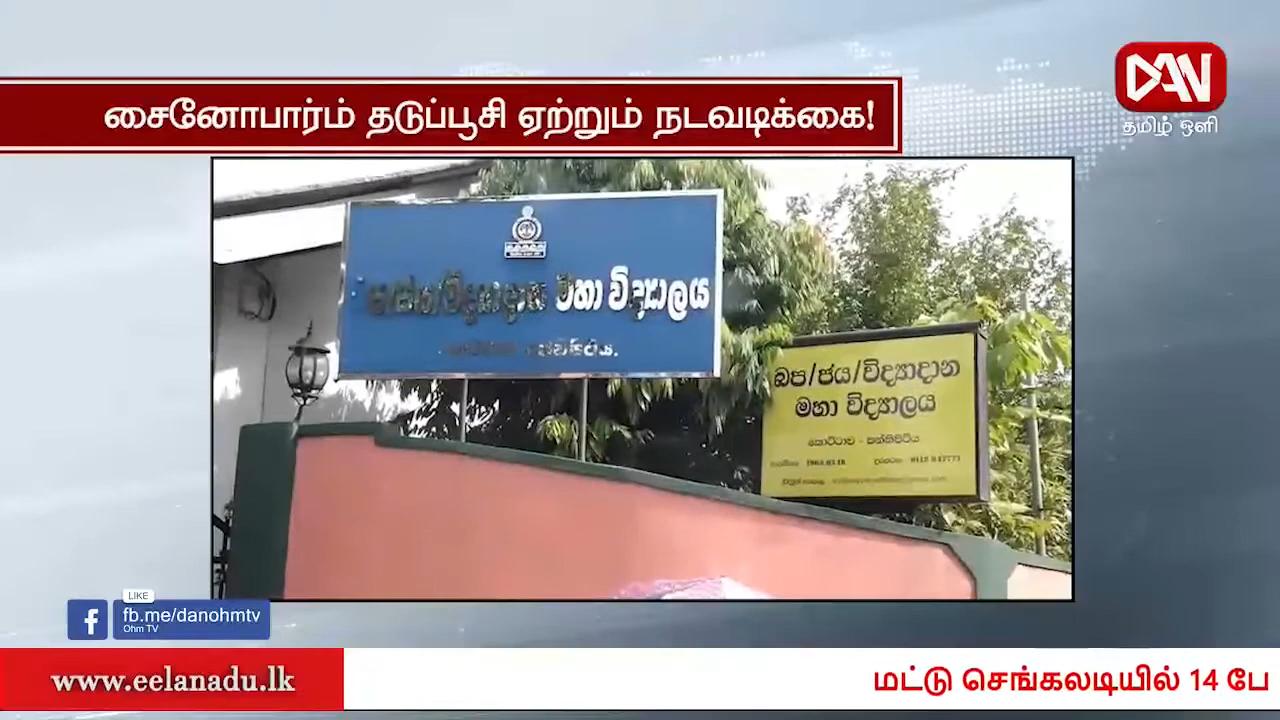 DAN
தமிழ் ஒளி
சைனோபார்ம் தடுப்பூசி ஏற்றும் நடவடிக்கை!
මහා විද්‍යාලය
බප/ජය/විද්‍යාදාන
මහා විද්‍යාලය
කොට්ටාව - පන්නිපිටිය
LIKE
fb.me/danohmtv
Ohm TV
www.eelanadu.lk
மட்டு செங்கலடியில் 14 பே